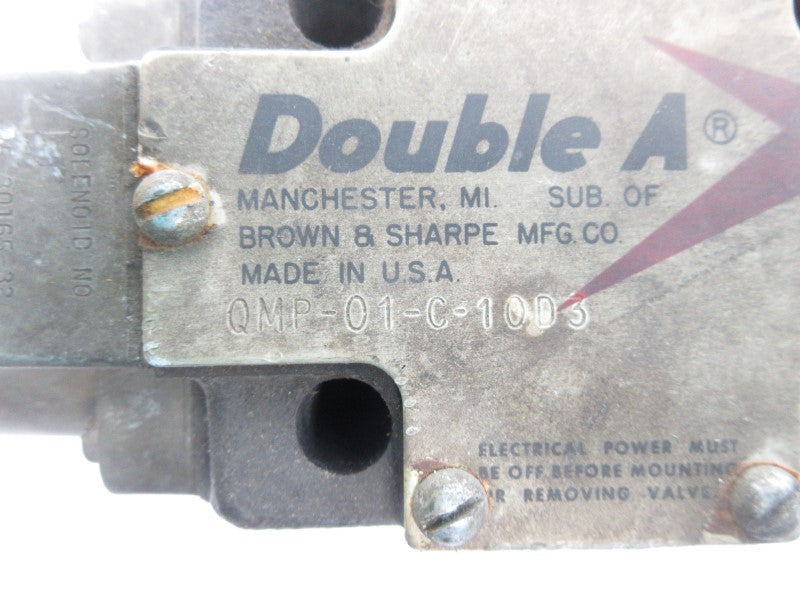 Double A®
MANCHESTER, MI. SUB. OF
BROWN & SHARPE MFG. CO.
MADE IN U.S.A.
QMP-01-C-10D3
ELECTRICAL POWER MUST
BE OFF BEFORE MOUNTING
OR REMOVING VALVE
SOLENOID NO